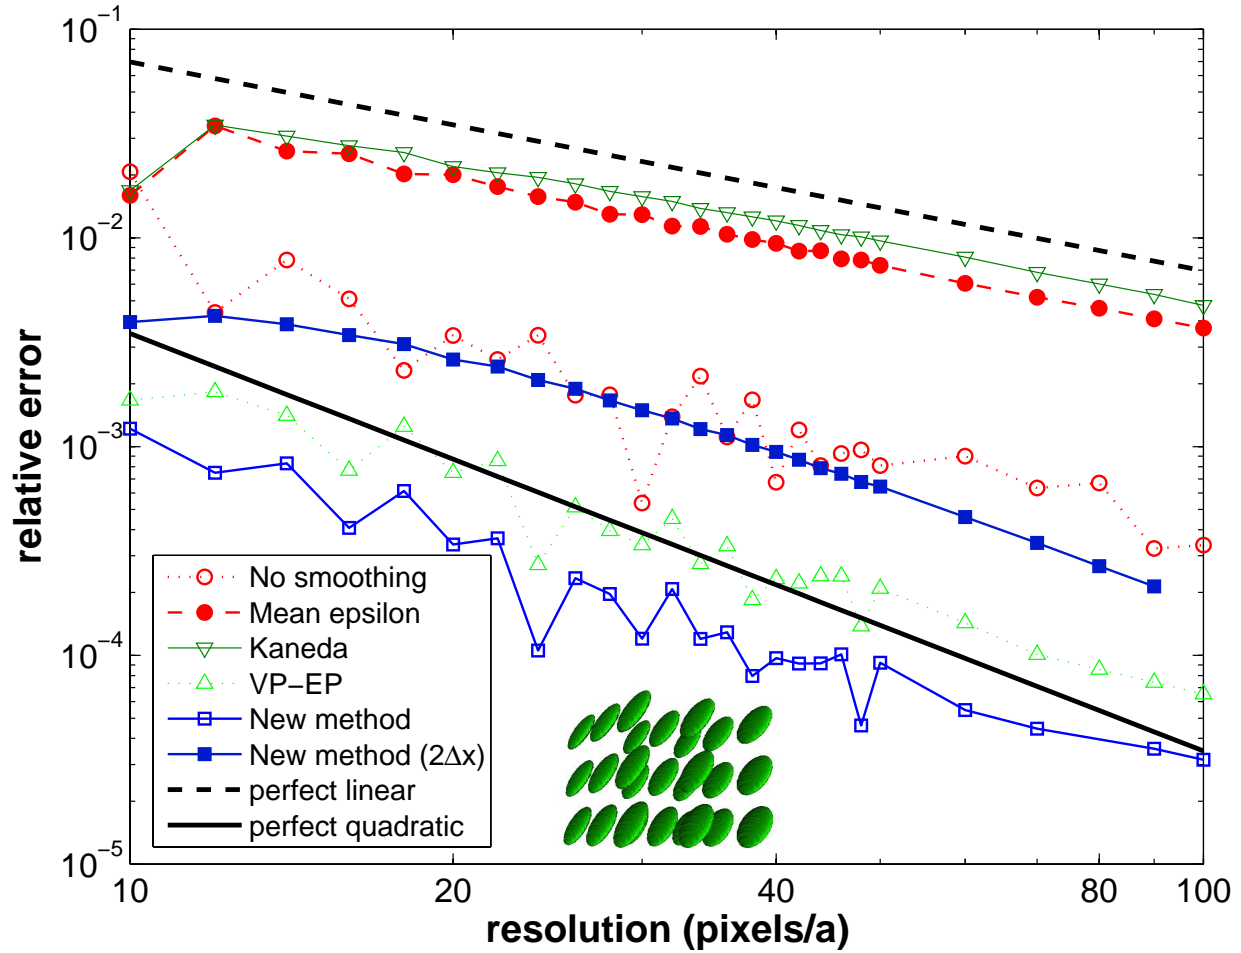 10−1
10−2
10−3
10−4
10−5
relative error
No smoothing
Mean epsilon
Kaneda
VP−EP
New method
New method (2Δx)
perfect linear
perfect quadratic
10 20 40 80 100
resolution (pixels/a)